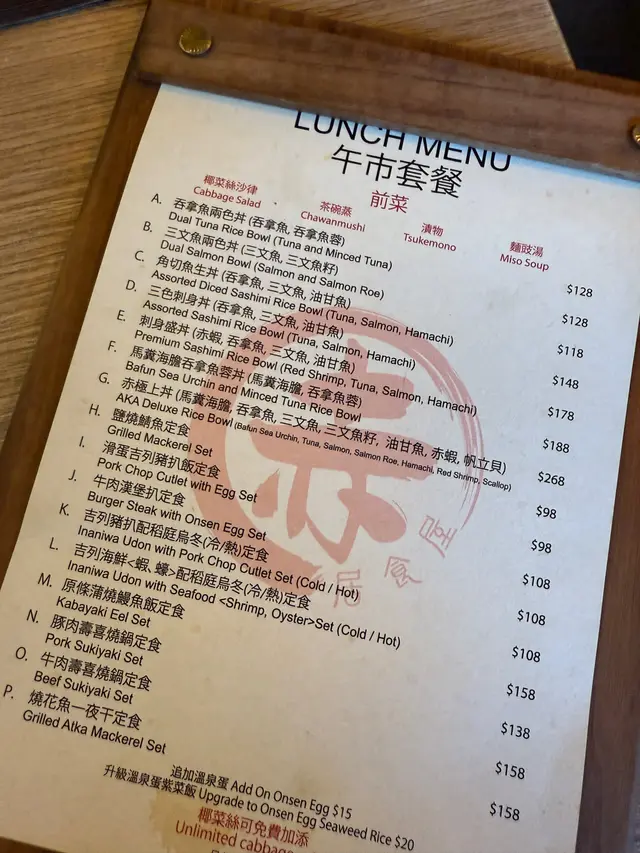 LUNCH MENU
午市套餐
前菜
椰菜絲沙律、 茶碗蒸 漬物 麵豉湯
Cabbage Salad Chawanmushi Tsukemono Miso Soup
A. 吞拿魚兩色丼 (吞拿魚, 吞拿魚蓉) $128
Dual Tuna Rice Bowl (Tuna and Minced Tuna)
B. 三文魚兩色丼 (三文魚, 三文魚籽) $128
Dual Salmon Bowl (Salmon and Salmon Roe)
C. 角切魚生丼 (吞拿魚, 三文魚, 油甘魚) $118
Assorted Diced Sashimi Rice Bowl (Tuna, Salmon, Hamachi)
D. 三色刺身丼 (吞拿魚, 三文魚, 油甘魚) $148
Assorted Sashimi Rice Bowl (Tuna, Salmon, Hamachi)
E. 刺身盛丼 (赤蝦, 吞拿魚, 三文魚, 油甘魚) $178
Premium Sashimi Rice Bowl (Red Shrimp, Tuna, Salmon, Hamachi)
F. 馬糞海膽吞拿魚蓉丼 (馬糞海膽, 吞拿魚蓉) $188
Bafun Sea Urchin and Minced Tuna Rice Bowl
G. 赤極上丼 (馬糞海膽, 吞拿魚, 三文魚, 三文魚籽, 油甘魚, 赤蝦, 帆立貝) $268
AKA Deluxe Rice Bowl (Bafun Sea Urchin, Tuna, Salmon, Salmon Roe, Hamachi, Red Shrimp, Scallop)
H. 鹽燒鯖魚定食 $98
Grilled Mackerel Set
I. 滑蛋吉列豬扒飯定食 $98
Pork Chop Cutlet with Egg Set
J. 牛肉漢堡扒定食 $108
Burger Steak with Onsen Egg Set
K. 吉列豬扒配稻庭烏冬(冷/熱)定食 $108
Inaniwa Udon with Pork Chop Cutlet Set (Cold / Hot)
L. 吉列海鮮<蝦, 蠔>配稻庭烏冬(冷/熱)定食 $108
Inaniwa Udon with Seafood <Shrimp, Oyster>Set (Cold / Hot)
M. 原條蒲燒鰻魚飯定食 $158
Kabayaki Eel Set
N. 豚肉壽喜燒鍋定食 $138
Pork Sukiyaki Set
O. 牛肉壽喜燒鍋定食 $158
Beef Sukiyaki Set
P. 燒花魚一夜干定食 $158
Grilled Atka Mackerel Set
赤
居食屋
追加溫泉蛋 Add On Onsen Egg $15
升級溫泉蛋紫菜飯 Upgrade to Onsen Egg Seaweed Rice $20
椰菜絲可免費加添
Unlimited cabbage